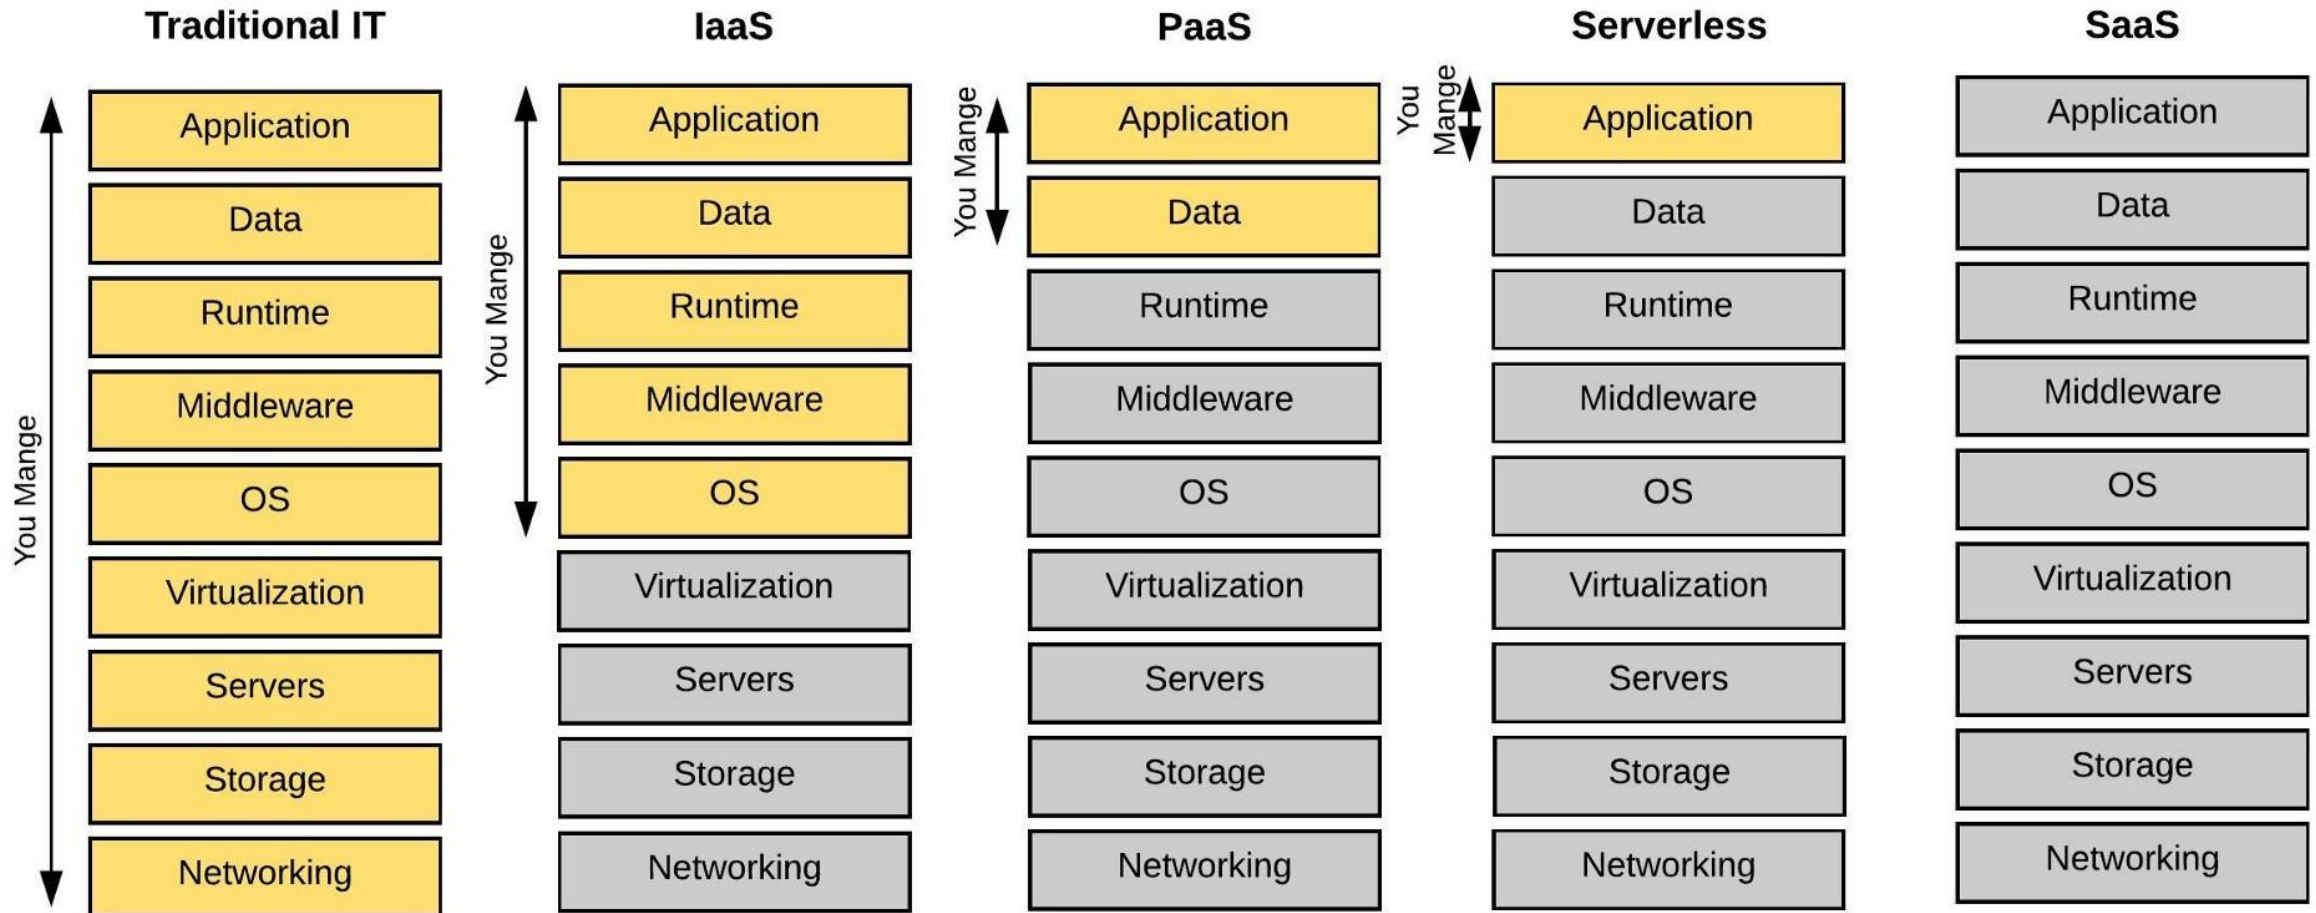 Traditional IT
You Mange
Application
Data
Runtime
Middleware
OS
Virtualization
Servers
Storage
Networking
IaaS
You Mange
Application
Data
Runtime
Middleware
OS
Virtualization
Servers
Storage
Networking
PaaS
You Mange
Application
Data
Runtime
Middleware
OS
Virtualization
Servers
Storage
Networking
Serverless
You
Mange
Application
Data
Runtime
Middleware
OS
Virtualization
Servers
Storage
Networking
SaaS
Application
Data
Runtime
Middleware
OS
Virtualization
Servers
Storage
Networking